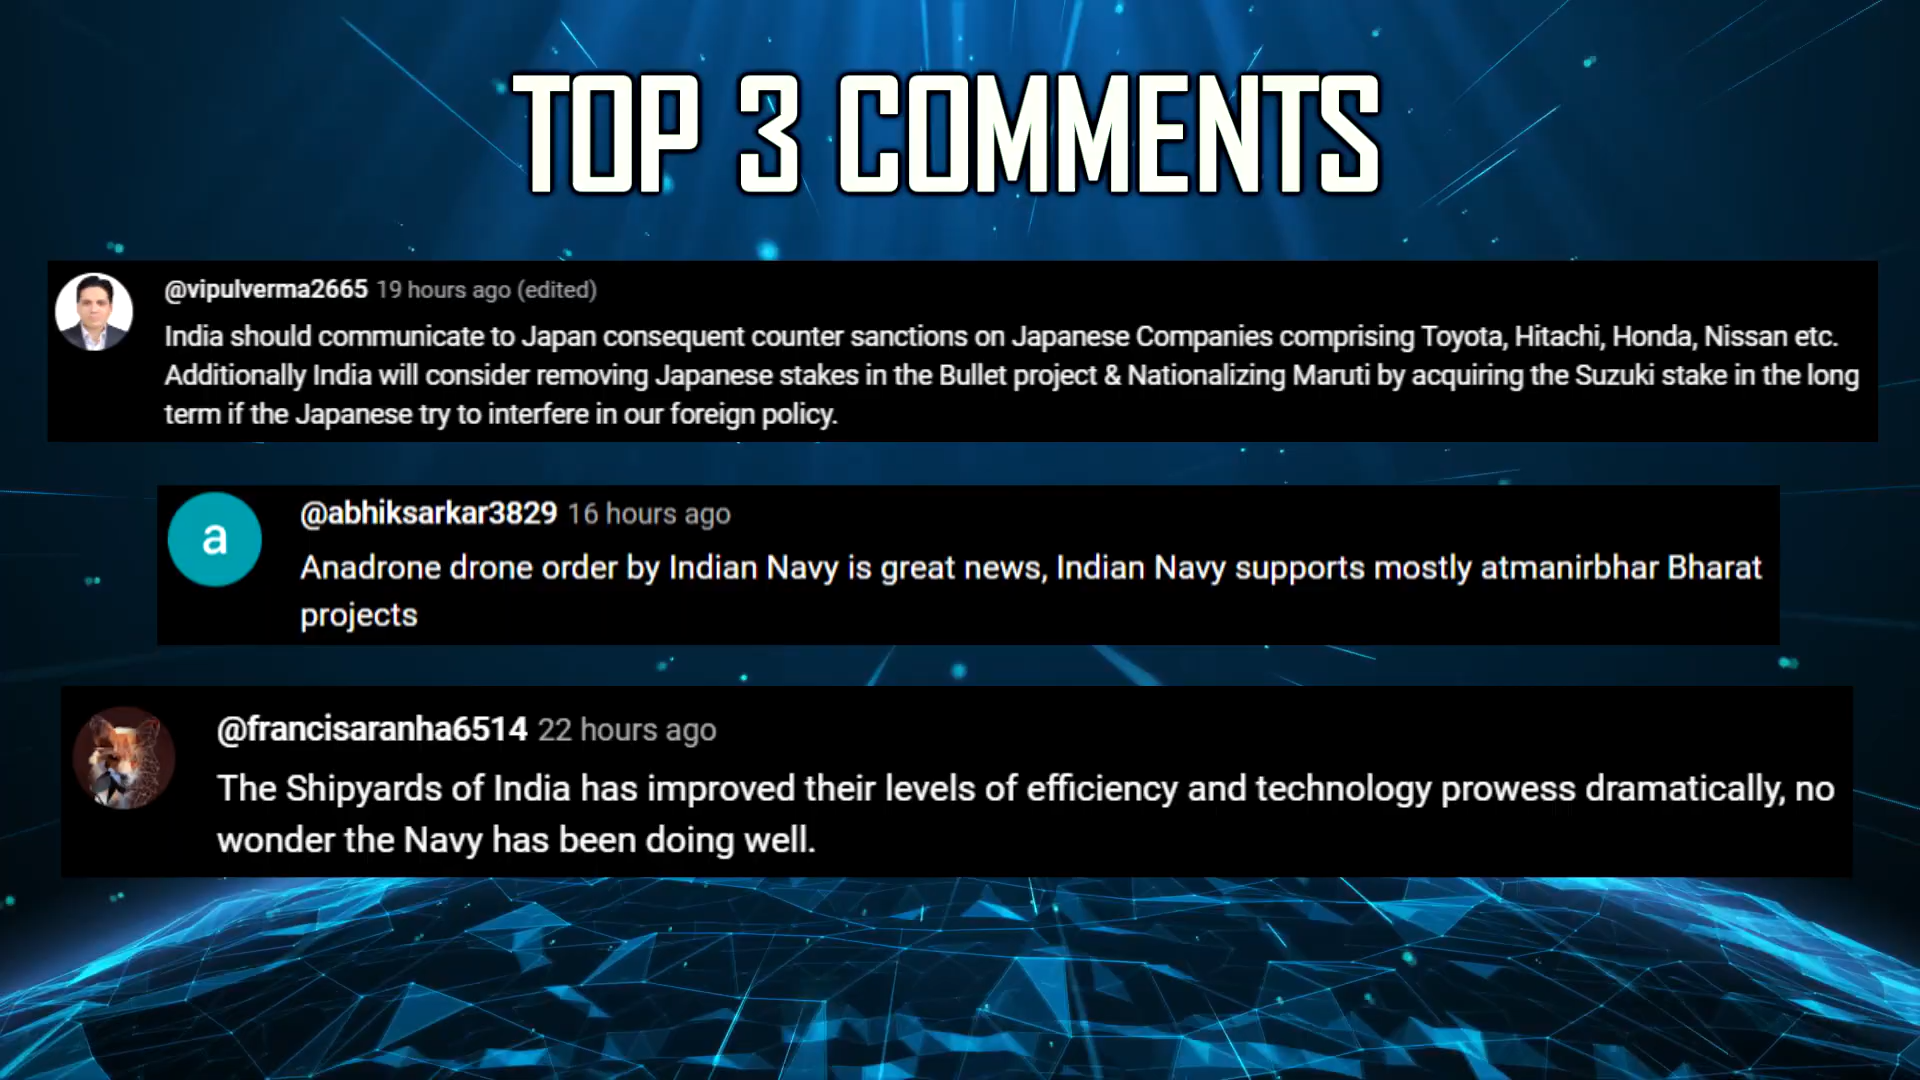 TOP 3 COMMENTS
@vipulverma2665 19 hours ago (edited)
India should communicate to Japan consequent counter sanctions on Japanese Companies comprising Toyota, Hitachi, Honda, Nissan etc.
Additionally India will consider removing Japanese stakes in the Bullet project & Nationalizing Maruti by acquiring the Suzuki stake in the long
term if the Japanese try to interfere in our foreign policy.
a
@abhiksarkar3829 16 hours ago
Anadrone drone order by Indian Navy is great news, Indian Navy supports mostly atmanirbhar Bharat
projects
@francisaranha6514 22 hours ago
The Shipyards of India has improved their levels of efficiency and technology prowess dramatically, no
wonder the Navy has been doing well.